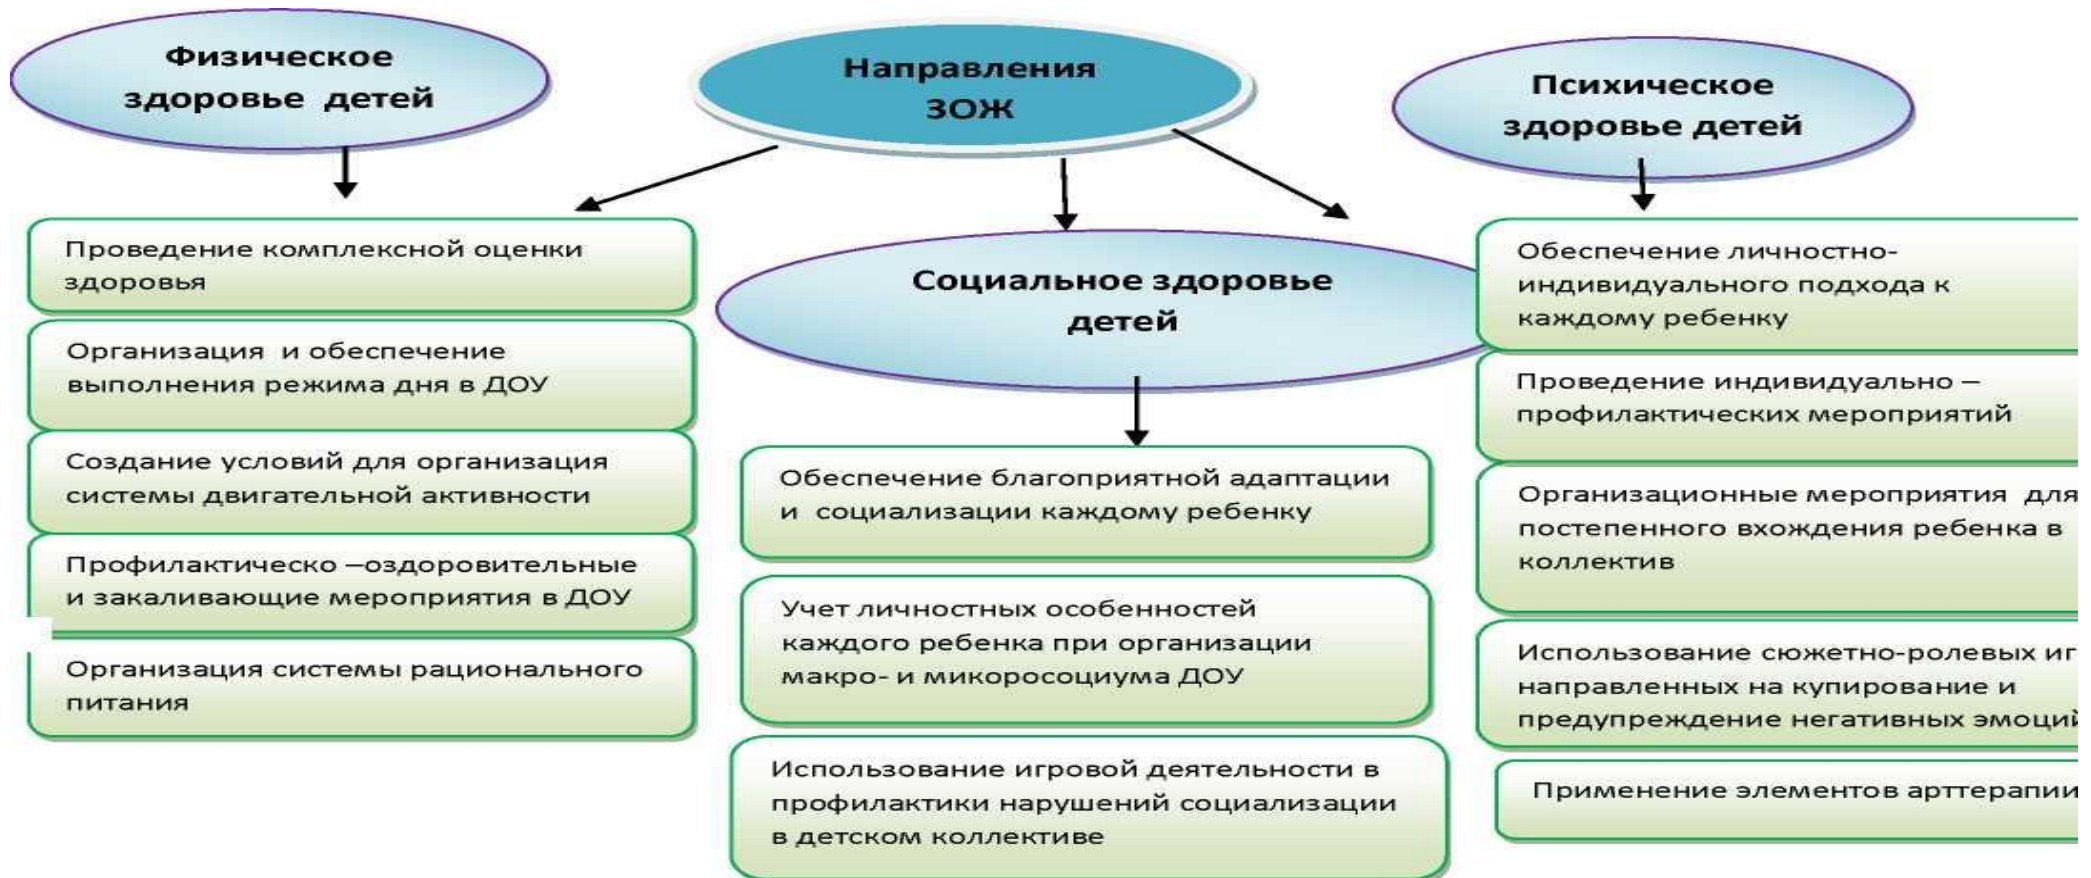 Направления
ЗОЖ
Физическое
здоровье детей
Проведение комплексной оценки
здоровья
Организация и обеспечение
выполнения режима дня в ДОУ
Создание условий для организация
системы двигательной активности
Профилактическо –оздоровительные
и закаливающие мероприятия в ДОУ
Организация системы рационального
питания
Социальное здоровье
детей
Обеспечение благоприятной адаптации
и социализации каждому ребенку
Учет личностных особенностей
каждого ребенка при организации
макро- и микоросоциума ДОУ
Использование игровой деятельности в
профилактики нарушений социализации
в детском коллективе
Психическое
здоровье детей
Обеспечение личностно-
индивидуального подхода к
каждому ребенку
Проведение индивидуально –
профилактических мероприятий
Организационные мероприятия для
постепенного вхождения ребенка в
коллектив
Использование сюжетно-ролевых иг
направленных на купирование и
предупреждение негативных эмоций
Применение элементов арттерапии